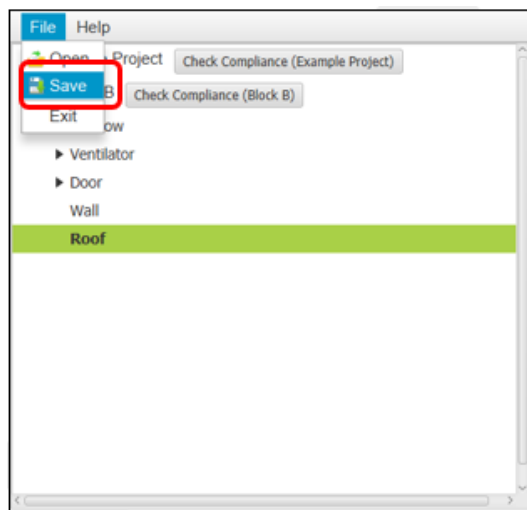 File Help
Open Project Check Compliance (Example Project)
Save B Check Compliance (Block B)
Exit ow
Ventilator
Door
Wall
Roof